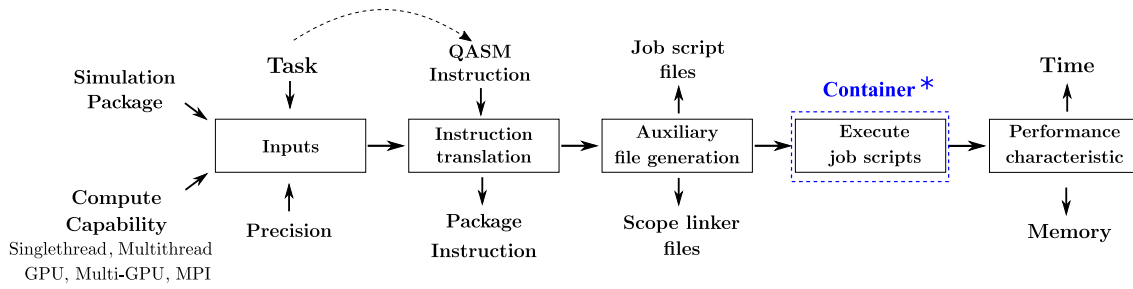 Simulation
Package
Task
Inputs
Compute
Capability
Singlethread, Multithread
GPU, Multi-GPU, MPI
Precision
QASM
Instruction
Instruction
translation
Package
Instruction
Job script
files
Auxiliary
file generation
Scope linker
files
Container *
Execute
job scripts
Time
Performance
characteristic
Memory